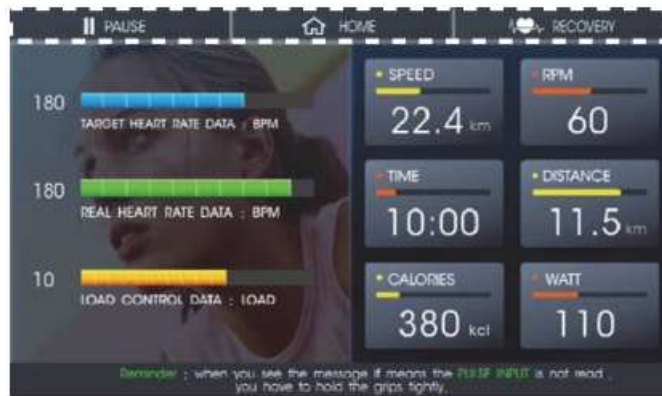 PAUSE
HOME
RECOVERY
180
TARGET HEART RATE DATA : BPM
180
REAL HEART RATE DATA : BPM
10
LOAD CONTROL DATA : LOAD
SPEED
22.4 km
RPM
60
TIME
10:00
DISTANCE
11.5 km
CALORIES
380 kcl
WATT
110
Reminder : when you see the message it means the PULSE INPUT is not read ,
you have to hold the grips tightly.